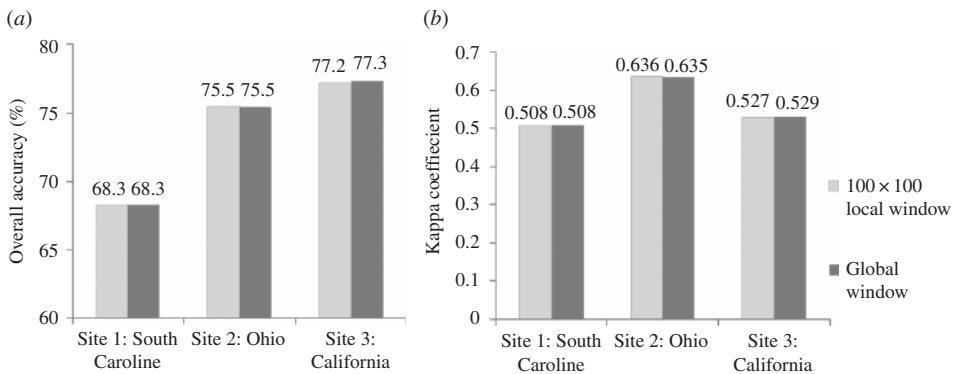 (a)
Overall accuracy (%)
80
75
70
65
60
68.3 68.3
75.5 75.5
77.2 77.3
Site 1: South
Caroline
Site 2: Ohio
Site 3:
California
(b)
Kappa coeffiecient
0.7
0.6
0.5
0.4
0.3
0.2
0.1
0
0.508 0.508
0.636 0.635
0.527 0.529
Site 1: South
Caroline
Site 2: Ohio
Site 3:
California
100 × 100
local window
Global
window